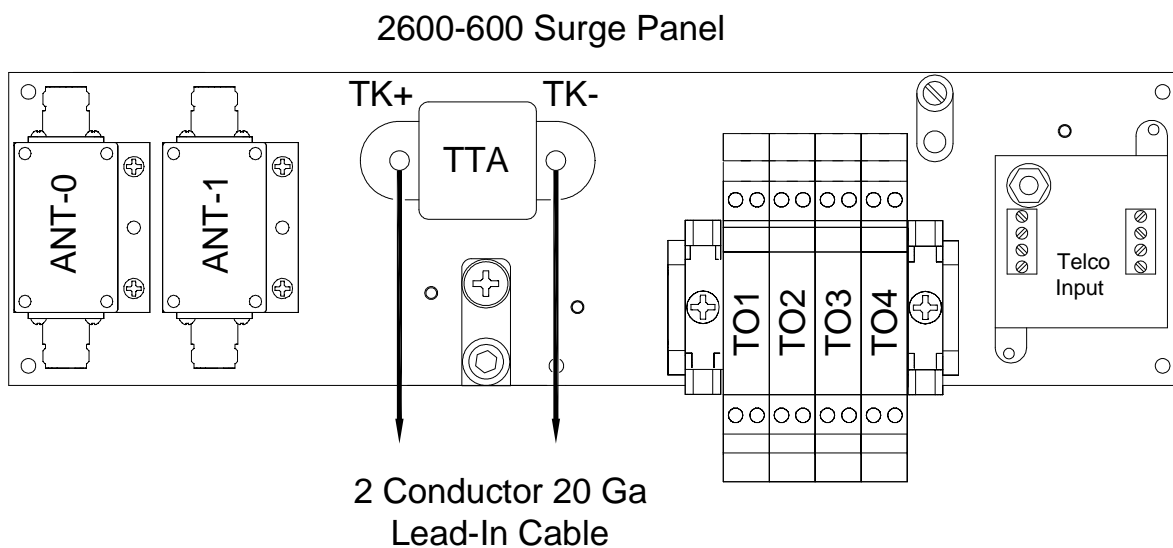 2600-600 Surge Panel
TK+
TK-
TTA
ANT-0
ANT-1
TO1
TO2
TO3
TO4
Telco
Input
2 Conductor 20 Ga
Lead-In Cable